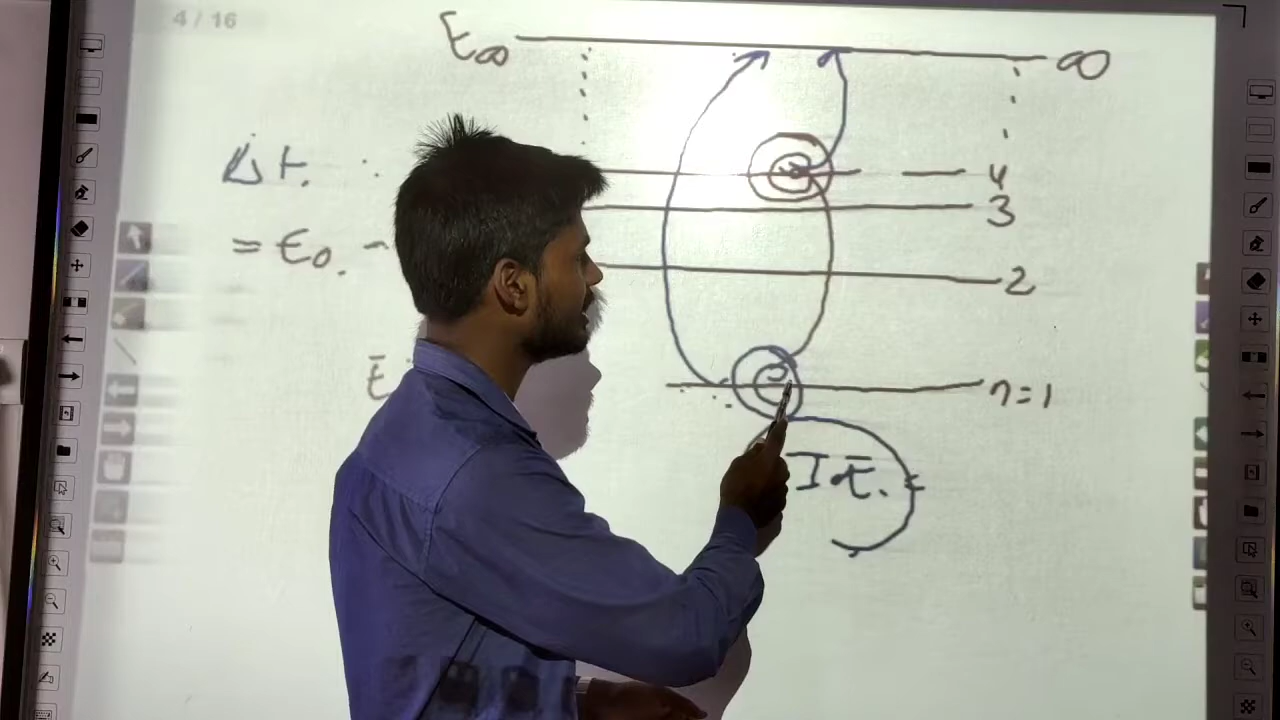 4 / 16
E∞ ∞
4
3
= E0. -
2
n=1
I.E.